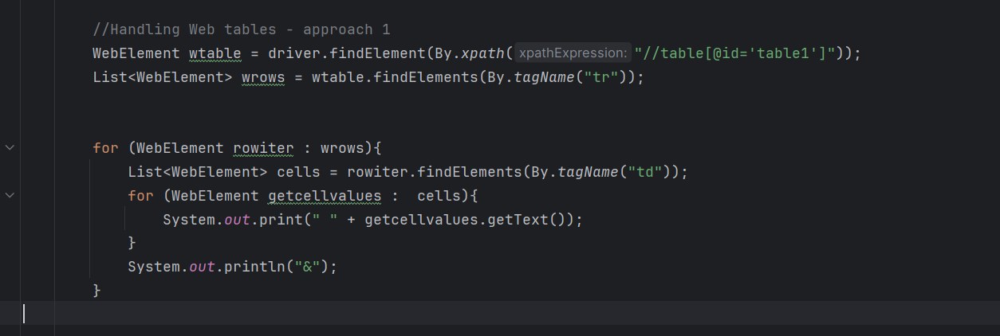 //Handling Web tables - approach 1
WebElement wtable = driver.findElement(By.xpath( xpathExpression: "//table[@id='table1']"));
List<WebElement> wrows = wtable.findElements(By.tagName("tr"));
for (WebElement rowiter : wrows){
List<WebElement> cells = rowiter.findElements(By.tagName("td"));
for (WebElement getcellvalues :  cells){
System.out.print(" " + getcellvalues.getText());
}
System.out.println("&");
}